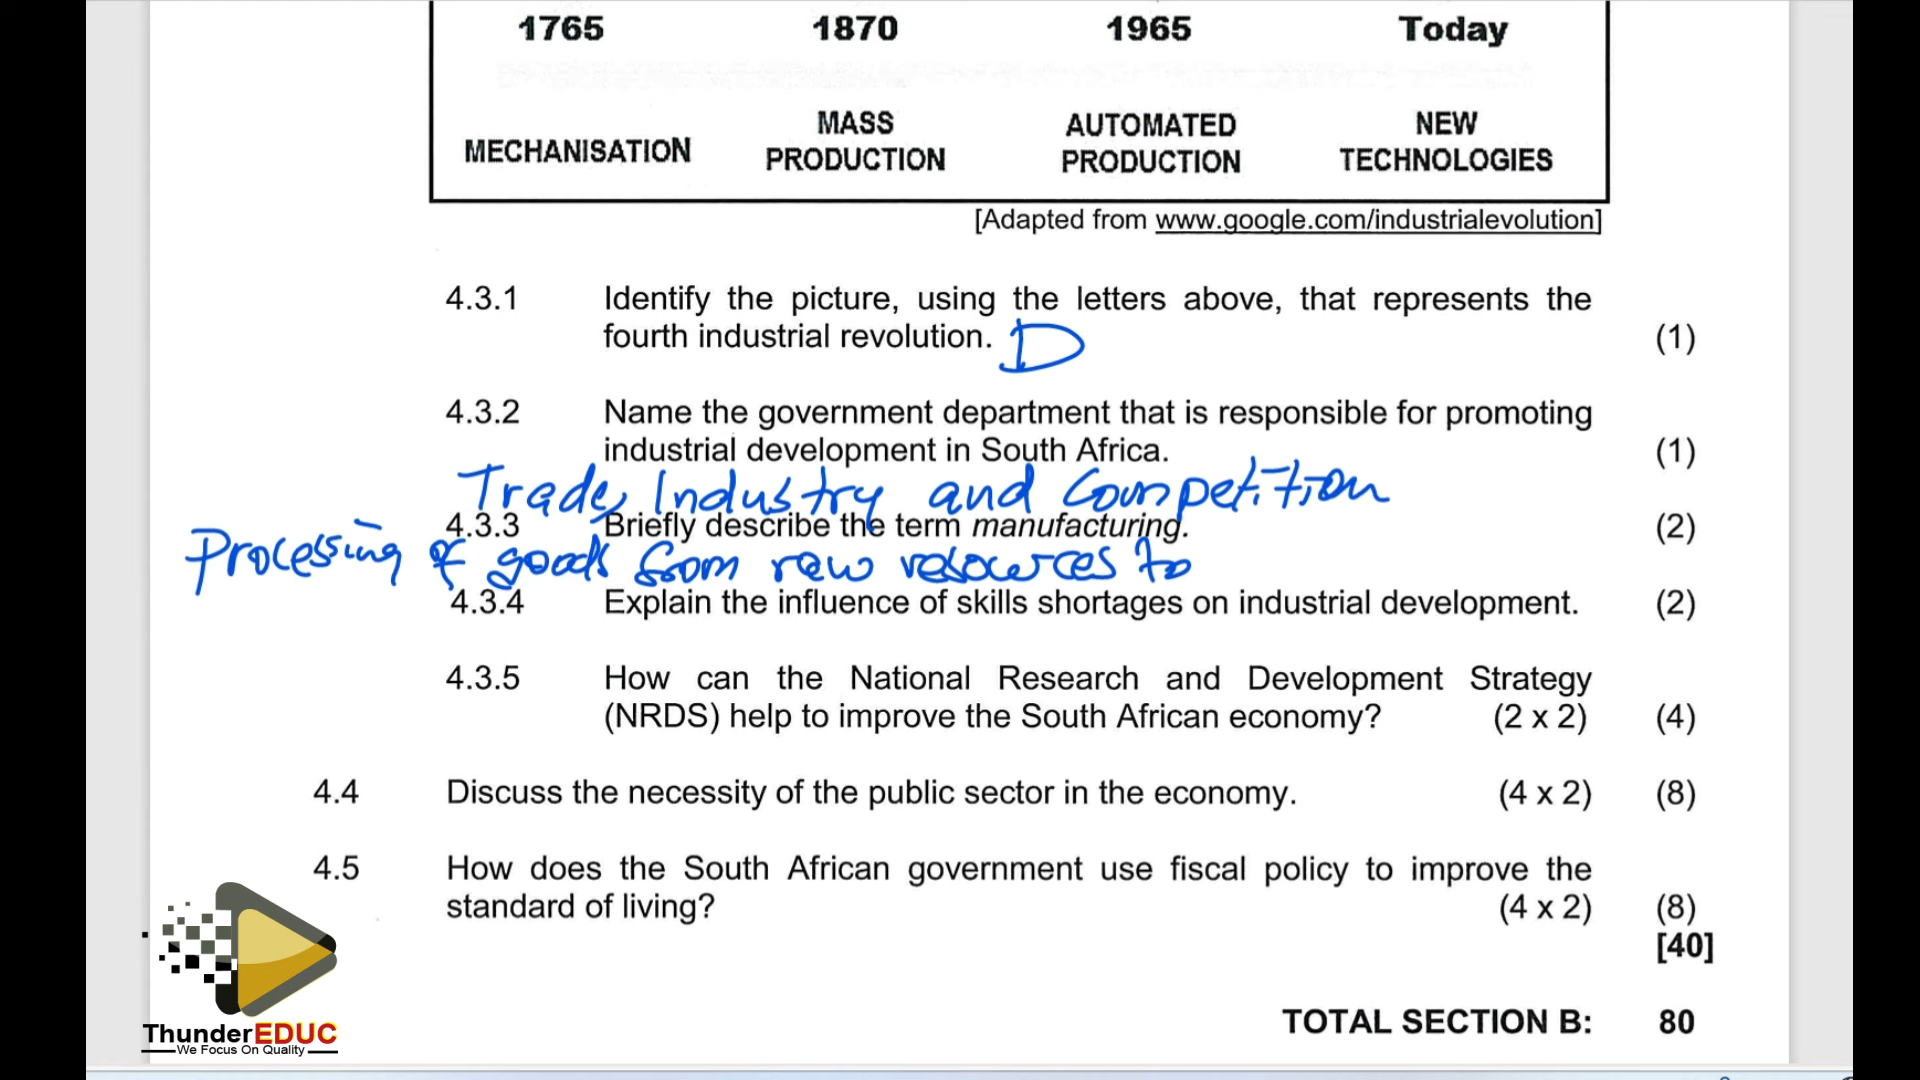 1765 1870 1965 Today
MECHANISATION MASS PRODUCTION AUTOMATED PRODUCTION NEW TECHNOLOGIES
[Adapted from www.google.com/industrialevolution]
4.3.1 Identify the picture, using the letters above, that represents the
fourth industrial revolution. D (1)
4.3.2 Name the government department that is responsible for promoting
industrial development in South Africa. (1)
Trade, Industry and Competition
4.3.3 Briefly describe the term manufacturing. (2)
Processing of goods from raw resources to
4.3.4 Explain the influence of skills shortages on industrial development. (2)
4.3.5 How can the National Research and Development Strategy
(NRDS) help to improve the South African economy? (2 x 2) (4)
4.4 Discuss the necessity of the public sector in the economy. (4 x 2) (8)
4.5 How does the South African government use fiscal policy to improve the
standard of living? (4 x 2) (8)
[40]
TOTAL SECTION B: 80
ThunderEDUC
We Focus On Quality